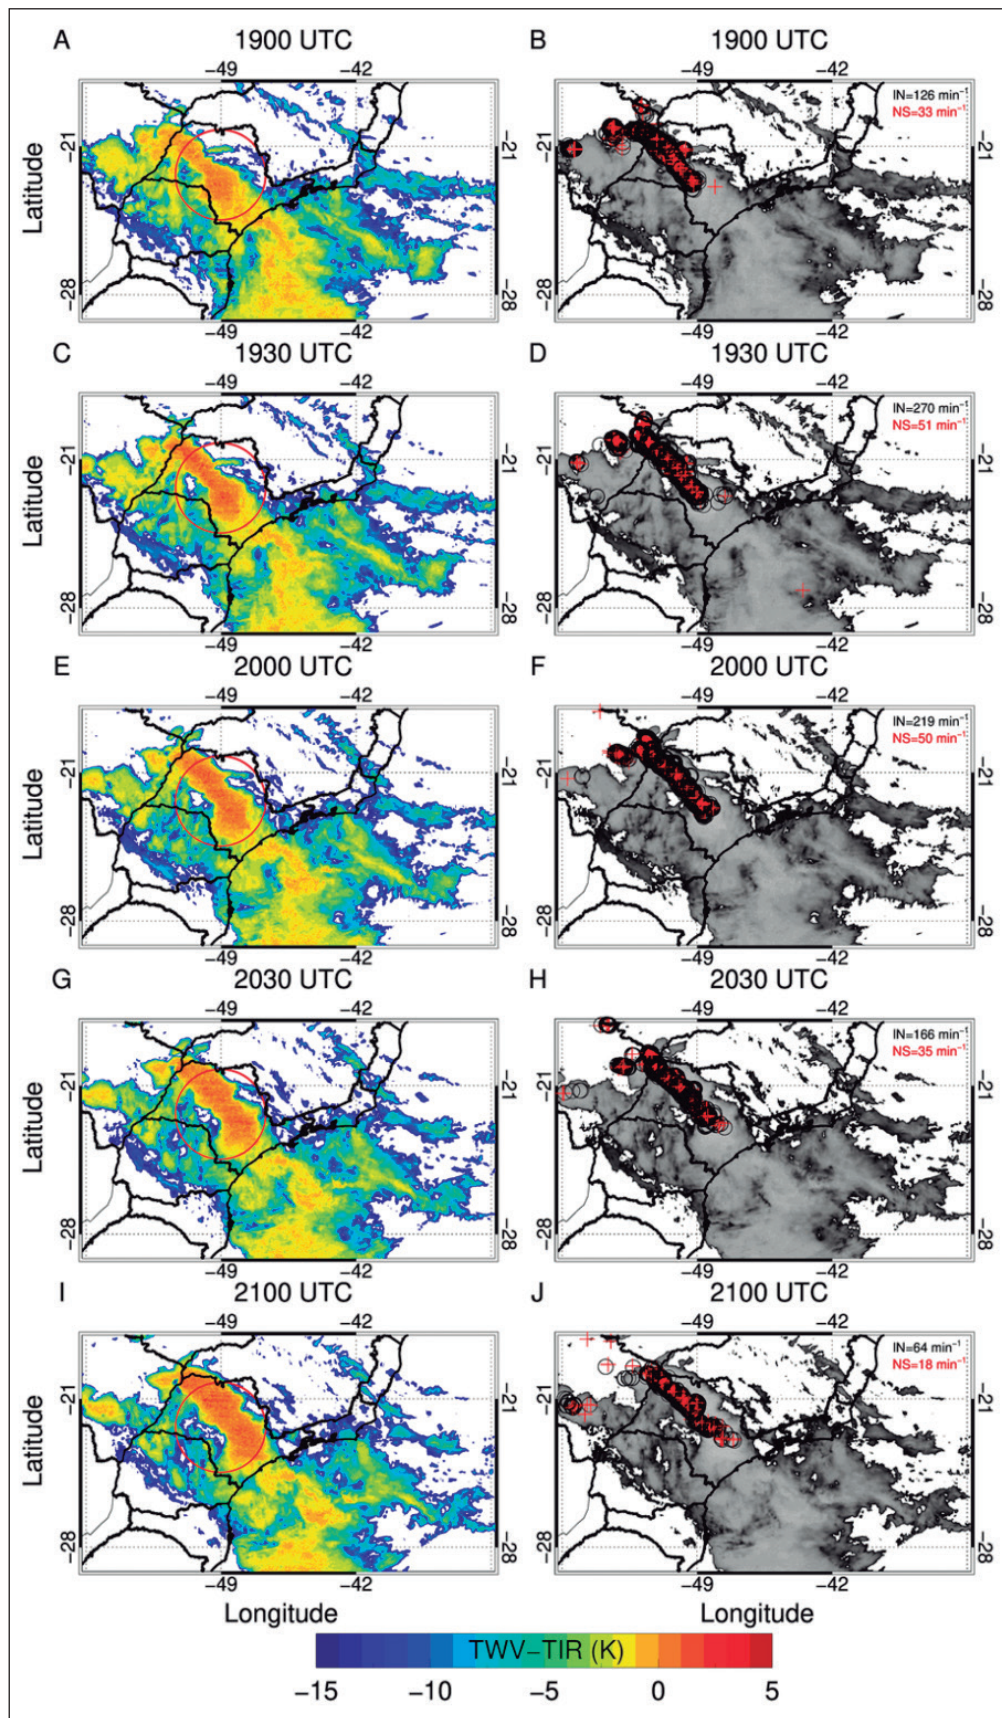 A 1900 UTC B 1900 UTC
−49 −42 −49 −42
IN=126 min⁻¹
NS=33 min⁻¹
Latitude −21 −21 Latitude −21
−28 −28 −28
−49 −42 −49 −42
C 1930 UTC D 1930 UTC
−49 −42 −49 −42
IN=270 min⁻¹
NS=51 min⁻¹
Latitude −21 −21 Latitude −21
−28 −28 −28
−49 −42 −49 −42
E 2000 UTC F 2000 UTC
−49 −42 −49 −42
IN=219 min⁻¹
NS=50 min⁻¹
Latitude −21 −21 Latitude −21
−28 −28 −28
−49 −42 −49 −42
G 2030 UTC H 2030 UTC
−49 −42 −49 −42
IN=166 min⁻¹
NS=35 min⁻¹
Latitude −21 −21 Latitude −21
−28 −28 −28
−49 −42 −49 −42
I 2100 UTC J 2100 UTC
−49 −42 −49 −42
IN=64 min⁻¹
NS=18 min⁻¹
Latitude −21 −21 Latitude −21
−28 −28 −28
−49 −42 −49 −42
Longitude Longitude
TWV−TIR (K)
−15 −10 −5 0 5